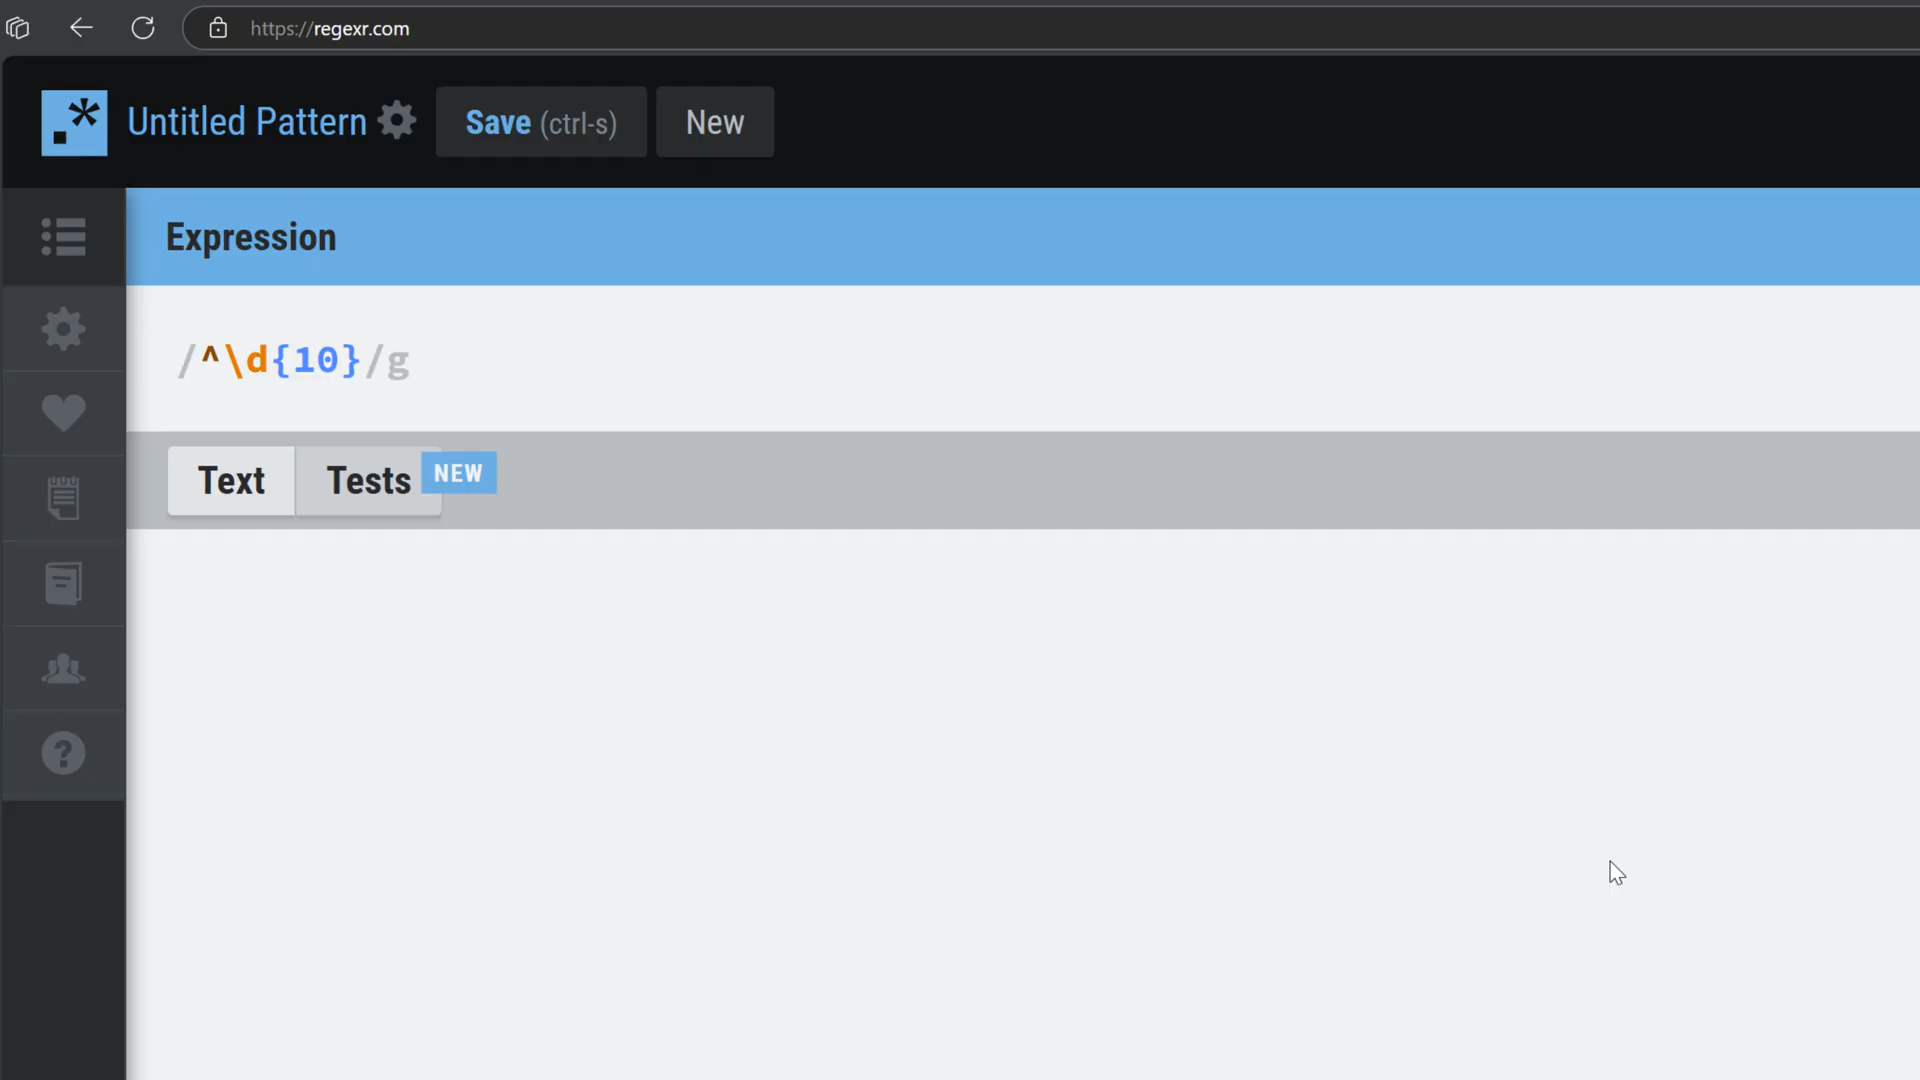 https://regexr.com
.*
Untitled Pattern Save (ctrl-s) New
Expression
/^\d{10}/g
Text Tests NEW
?